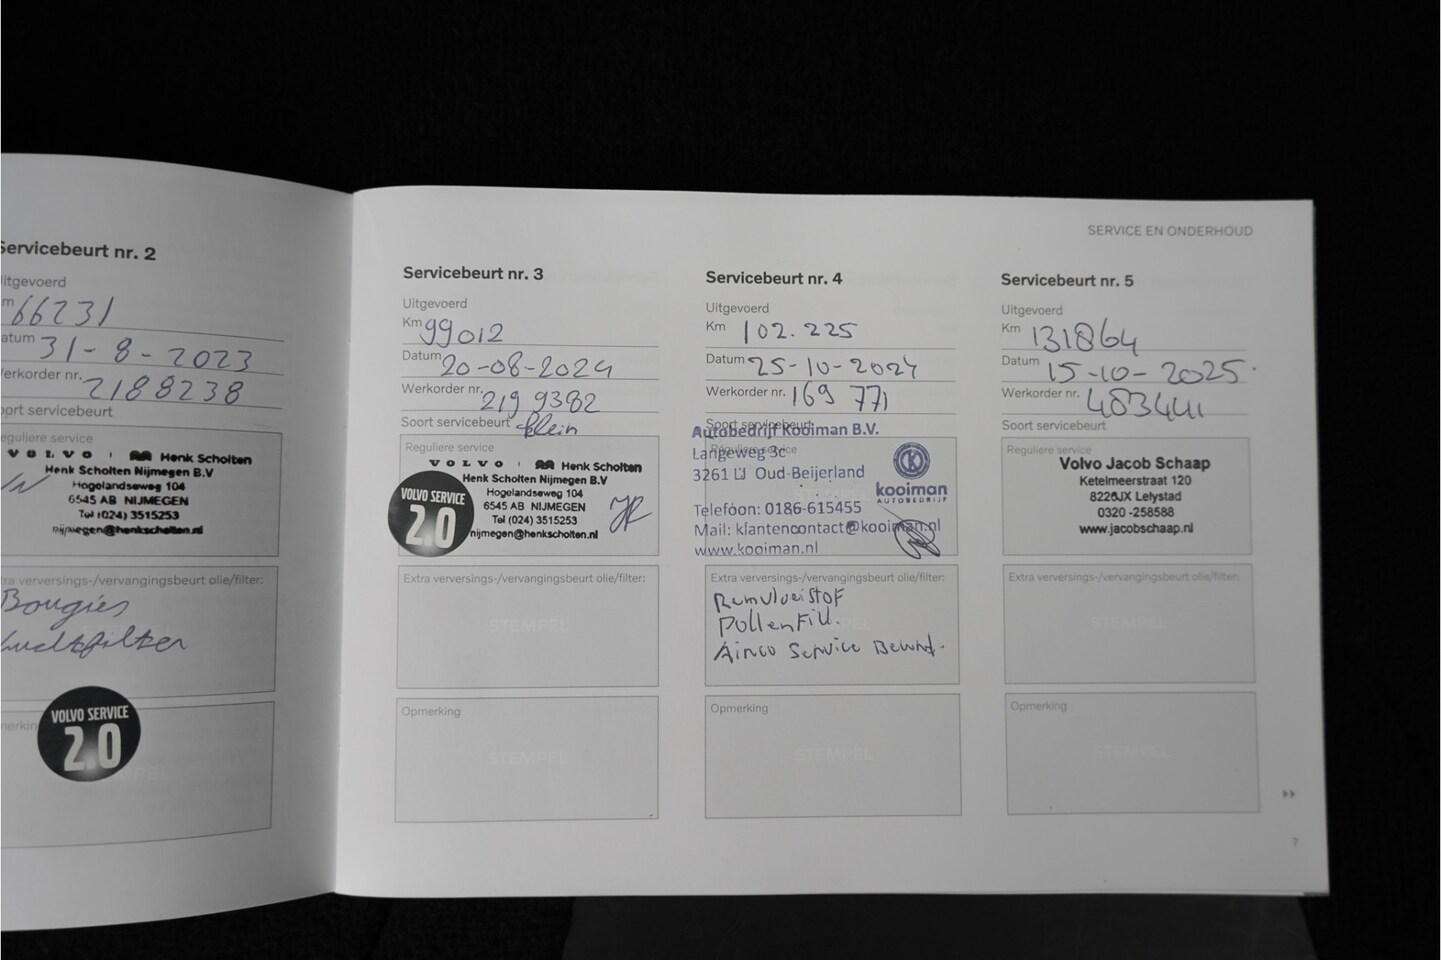 Servicebeurt nr. 2
itgevoerd
m 66231
atum 31-8-2023
erkorder nr. 2188238
oort servicebeurt
eguliere service
VOLVO Henk Scholten
Henk Scholten Nijmegen B.V
Hogelandseweg 104
6545 AB NIJMEGEN
Tel (024) 3515253
nijmegen@henkscholten.nl
tra verversings-/vervangingsbeurt olie/filter:
Bougies
Luchtfilter
VOLVO SERVICE
2.0
SERVICE EN ONDERHOUD
Servicebeurt nr. 3
Uitgevoerd
Km 99012
Datum 20-08-2024
Werkorder nr. 219 9382
Soort servicebeurt klein
Reguliere service
VOLVO Henk Scholten
Henk Scholten Nijmegen B.V
Hogelandseweg 104
6545 AB NIJMEGEN
Tel (024) 3515253
nijmegen@henkscholten.nl
VOLVO SERVICE
2.0
Extra verversings-/vervangingsbeurt olie/filter:
STEMPEL
Opmerking
STEMPEL
Servicebeurt nr. 4
Uitgevoerd
Km 102.225
Datum 25-10-2024
Werkorder nr. 169 771
Soort servicebeurt
Reguliere service
Autobedrijf Kooiman B.V.
Langeweg 3c
3261 LJ Oud-Beijerland
kooiman
AUTOBEDRIJF
Telefoon: 0186-615455
Mail: klantencontact@kooiman.nl
www.kooiman.nl
Extra verversings-/vervangingsbeurt olie/filter:
Remvloeistof
Pollenfilt.
Airco Service Beurt.
Opmerking
STEMPEL
Servicebeurt nr. 5
Uitgevoerd
Km 131864
Datum 15-10-2025.
Werkorder nr. 483441
Soort servicebeurt
Reguliere service
Volvo Jacob Schaap
Ketelmeerstraat 120
8226JX Lelystad
0320 -258588
www.jacobschaap.nl
Extra verversings-/vervangingsbeurt olie/filter:
STEMPEL
Opmerking
STEMPEL
7